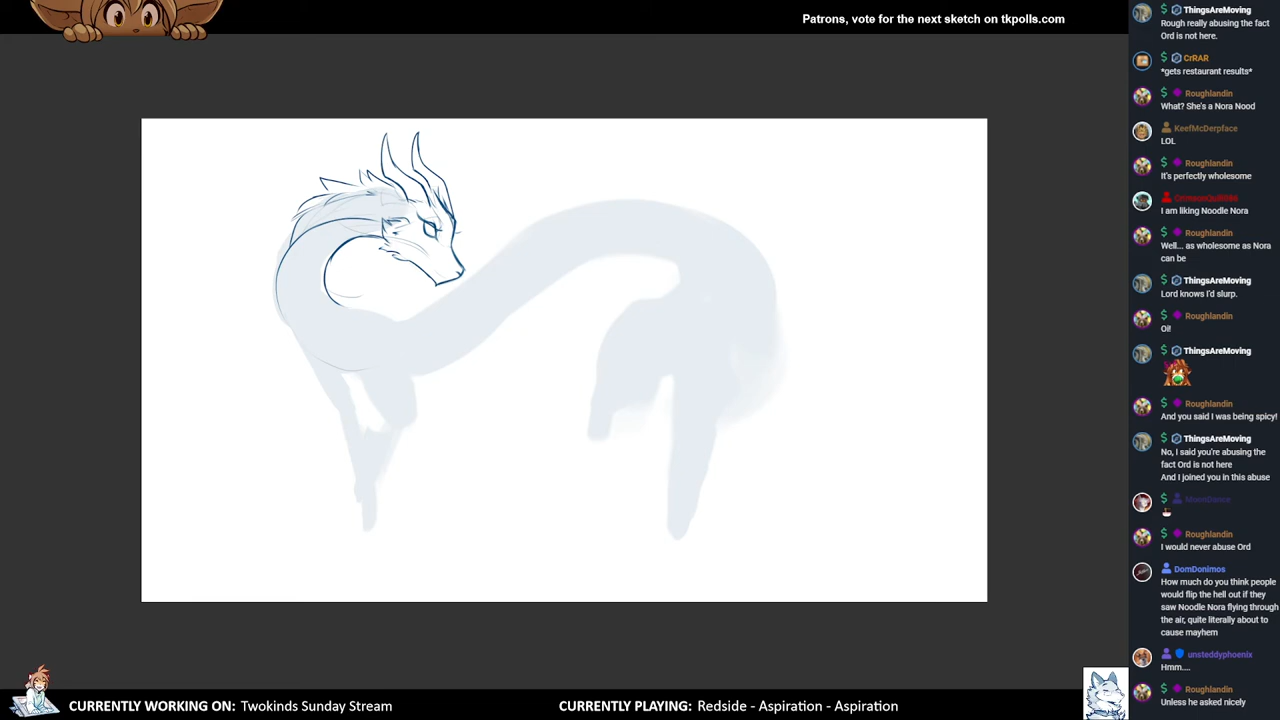 Patrons, vote for the next sketch on tkpolls.com
ThingsAreMoving
Rough really abusing the fact
Ord is not here.
CrRAR
*gets restaurant results*
Roughlandin
What? She's a Nora Nood
KeefMcDerpface
LOL
Roughlandin
It's perfectly wholesome
I am liking Noodle Nora
Roughlandin
Well... as wholesome as Nora
can be
ThingsAreMoving
Lord knows I'd slurp.
Roughlandin
Oi!
ThingsAreMoving
Roughlandin
And you said I was being spicy!
ThingsAreMoving
No, I said you're abusing the
fact Ord is not here
And I joined you in this abuse
Roughlandin
I would never abuse Ord
DomDonimos
How much do you think people
would flip the hell out if they
saw Noodle Nora flying through
the air, quite literally about to
cause mayhem
unsteddyphoenix
Hmm....
Roughlandin
Unless he asked nicely
CURRENTLY WORKING ON: Twokinds Sunday Stream
CURRENTLY PLAYING: Redside - Aspiration - Aspiration